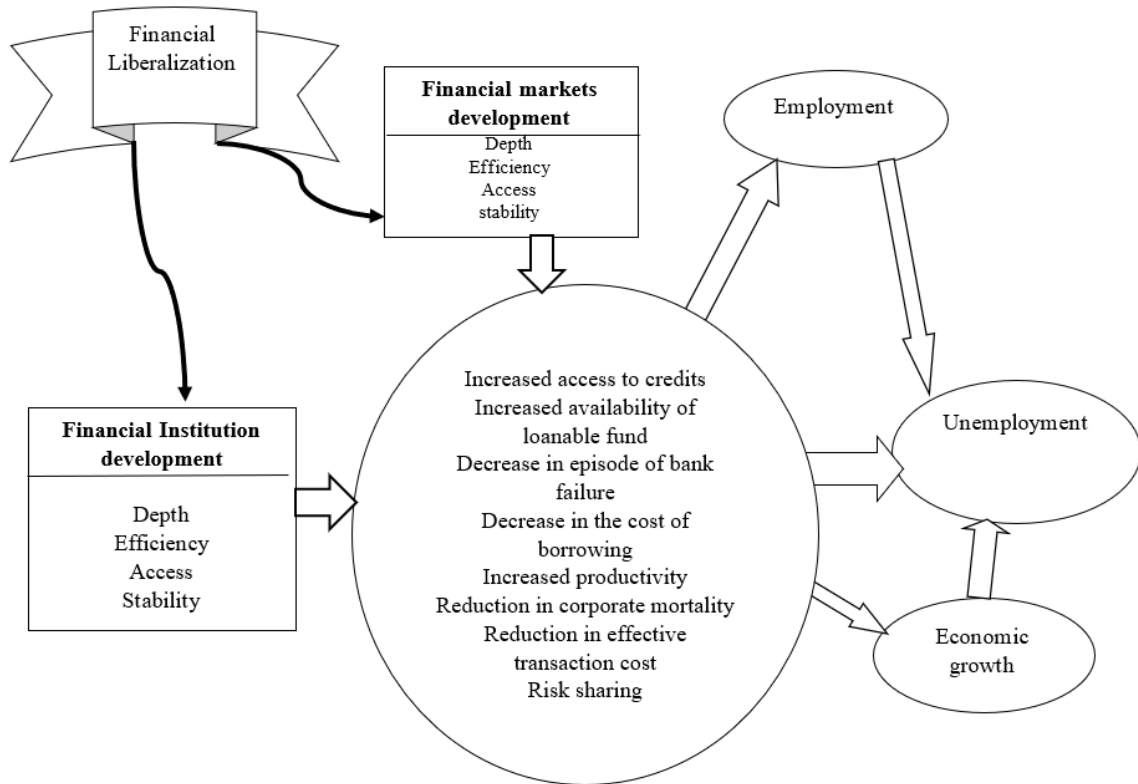 Financial
Liberalization
Financial markets
development
Depth
Efficiency
Access
stability
Employment
Increased access to credits
Increased availability of
loanable fund
Decrease in episode of bank
failure
Decrease in the cost of
borrowing
Increased productivity
Reduction in corporate mortality
Reduction in effective
transaction cost
Risk sharing
Unemployment
Financial Institution
development
Depth
Efficiency
Access
Stability
Economic
growth